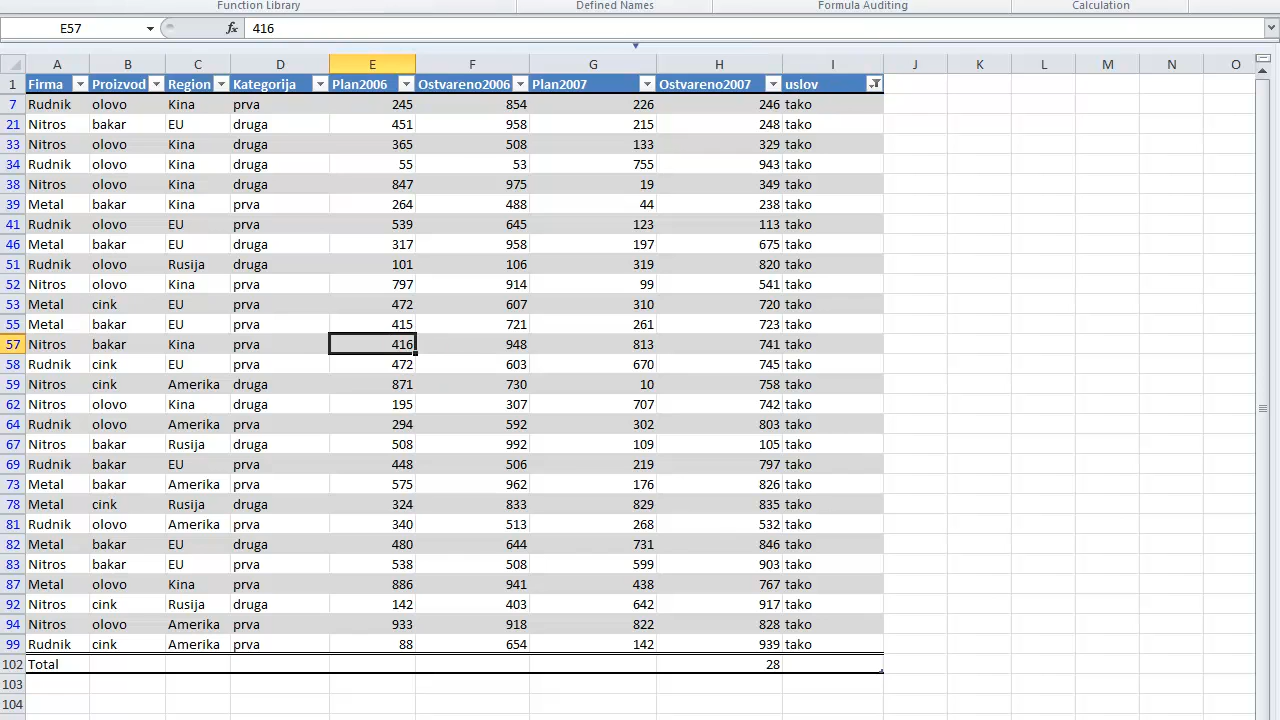 Function Library Defined Names Formula Auditing Calculation
E57 fx 416
A B C D E F G H I J K L M N O
1 Firma Proizvod Region Kategorija Plan2006 Ostvareno2006 Plan2007 Ostvareno2007 uslov
7 Rudnik olovo Kina prva 245 854 226 246 tako
21 Nitros bakar EU druga 451 958 215 248 tako
33 Nitros olovo Kina druga 365 508 133 329 tako
34 Rudnik olovo Kina druga 55 53 755 943 tako
38 Nitros olovo Kina druga 847 975 19 349 tako
39 Metal bakar Kina prva 264 488 44 238 tako
41 Rudnik olovo EU prva 539 645 123 113 tako
46 Metal bakar EU druga 317 958 197 675 tako
51 Rudnik olovo Rusija druga 101 106 319 820 tako
52 Nitros olovo Kina prva 797 914 99 541 tako
53 Metal cink EU prva 472 607 310 720 tako
55 Metal bakar EU prva 415 721 261 723 tako
57 Nitros bakar Kina prva 416 948 813 741 tako
58 Rudnik cink EU prva 472 603 670 745 tako
59 Nitros cink Amerika druga 871 730 10 758 tako
62 Nitros olovo Kina druga 195 307 707 742 tako
64 Rudnik olovo Amerika prva 294 592 302 803 tako
67 Nitros bakar Rusija druga 508 992 109 105 tako
69 Rudnik bakar EU prva 448 506 219 797 tako
73 Metal bakar Amerika prva 575 962 176 826 tako
78 Metal cink Rusija druga 324 833 829 835 tako
81 Rudnik olovo Amerika prva 340 513 268 532 tako
82 Metal bakar EU druga 480 644 731 846 tako
83 Nitros bakar EU prva 538 508 599 903 tako
87 Metal olovo Kina prva 886 941 438 767 tako
92 Nitros cink Rusija druga 142 403 642 917 tako
94 Nitros olovo Amerika prva 933 918 822 828 tako
99 Rudnik cink Amerika prva 88 654 142 939 tako
102 Total 28
103
104